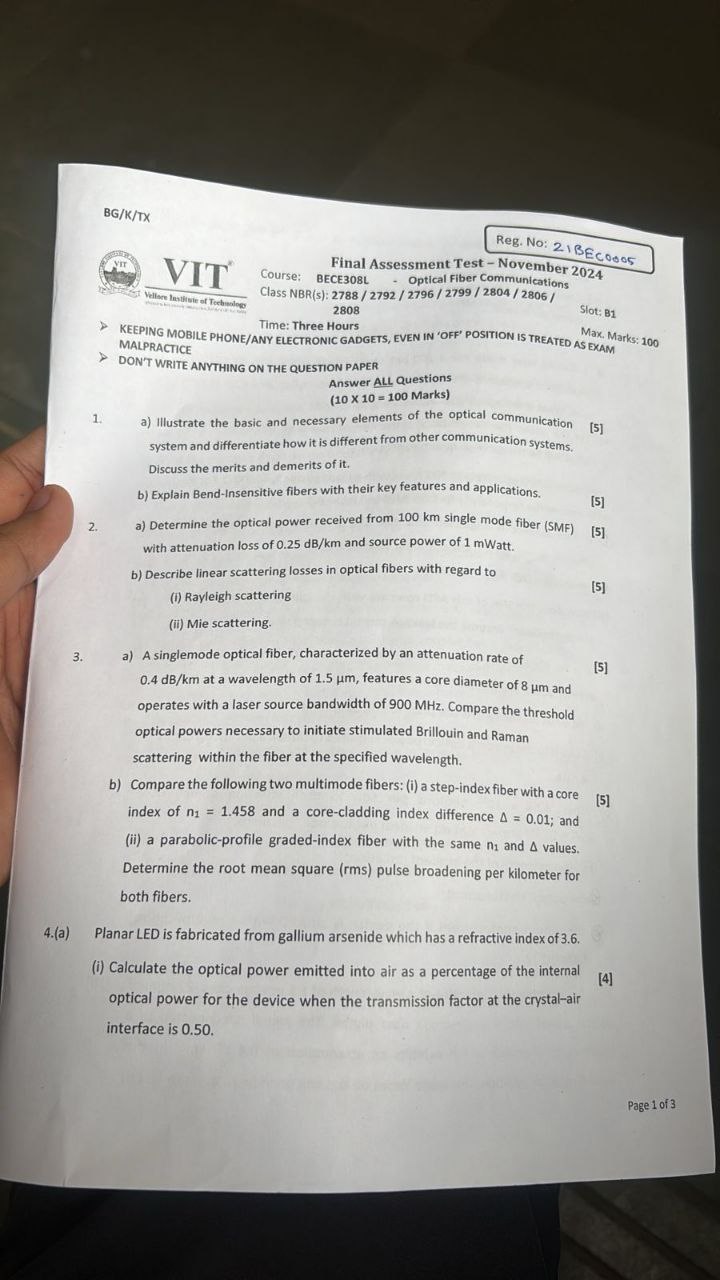 BG/K/TX
Reg. No: 21BEC0005
VIT
VIT®
Vellore Institute of Technology
Final Assessment Test – November 2024
Course: BECE308L - Optical Fiber Communications
Class NBR(s): 2788 / 2792 / 2796 / 2799 / 2804 / 2806 /
2808
Slot: B1
Time: Three Hours
Max. Marks: 100
➤ KEEPING MOBILE PHONE/ANY ELECTRONIC GADGETS, EVEN IN ‘OFF’ POSITION IS TREATED AS EXAM
MALPRACTICE
➤ DON'T WRITE ANYTHING ON THE QUESTION PAPER
Answer ALL Questions
(10 X 10 = 100 Marks)
1. a) Illustrate the basic and necessary elements of the optical communication [5]
system and differentiate how it is different from other communication systems.
Discuss the merits and demerits of it.
b) Explain Bend-Insensitive fibers with their key features and applications. [5]
2. a) Determine the optical power received from 100 km single mode fiber (SMF) [5]
with attenuation loss of 0.25 dB/km and source power of 1 mWatt.
b) Describe linear scattering losses in optical fibers with regard to [5]
(i) Rayleigh scattering
(ii) Mie scattering.
3. a) A singlemode optical fiber, characterized by an attenuation rate of [5]
0.4 dB/km at a wavelength of 1.5 μm, features a core diameter of 8 μm and
operates with a laser source bandwidth of 900 MHz. Compare the threshold
optical powers necessary to initiate stimulated Brillouin and Raman
scattering within the fiber at the specified wavelength.
b) Compare the following two multimode fibers: (i) a step-index fiber with a core [5]
index of n₁ = 1.458 and a core-cladding index difference Δ = 0.01; and
(ii) a parabolic-profile graded-index fiber with the same n₁ and Δ values.
Determine the root mean square (rms) pulse broadening per kilometer for
both fibers.
4.(a) Planar LED is fabricated from gallium arsenide which has a refractive index of 3.6.
(i) Calculate the optical power emitted into air as a percentage of the internal [4]
optical power for the device when the transmission factor at the crystal–air
interface is 0.50.
Page 1 of 3